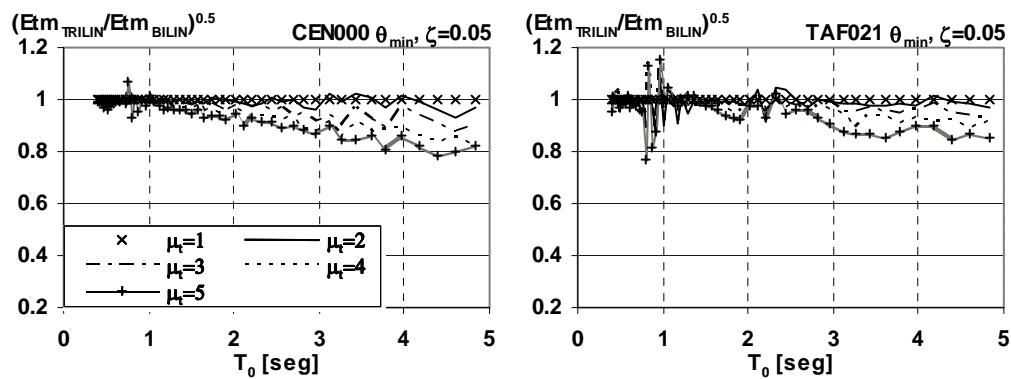 (Etm TRILIN/Etm BILIN)0.5 CEN000 θmin, ζ=0.05
1.2
1
0.8
0.6
0.4
0.2
μt=1 μt=2
μt=3 μt=4
μt=5
0 1 2 3 4 5
T0 [seg]
(Etm TRILIN/Etm BILIN)0.5 TAF021 θmin, ζ=0.05
1.2
1
0.8
0.6
0.4
0.2
0 1 2 3 4 5
T0 [seg]